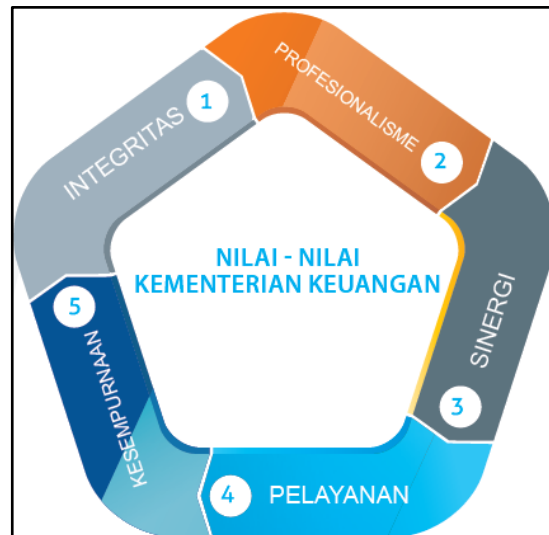 NILAI - NILAI
KEMENTERIAN KEUANGAN
INTEGRITAS 1
PROFESIONALISME 2
SINERGI 3
4 PELAYANAN
5 KESEMPURNAAN